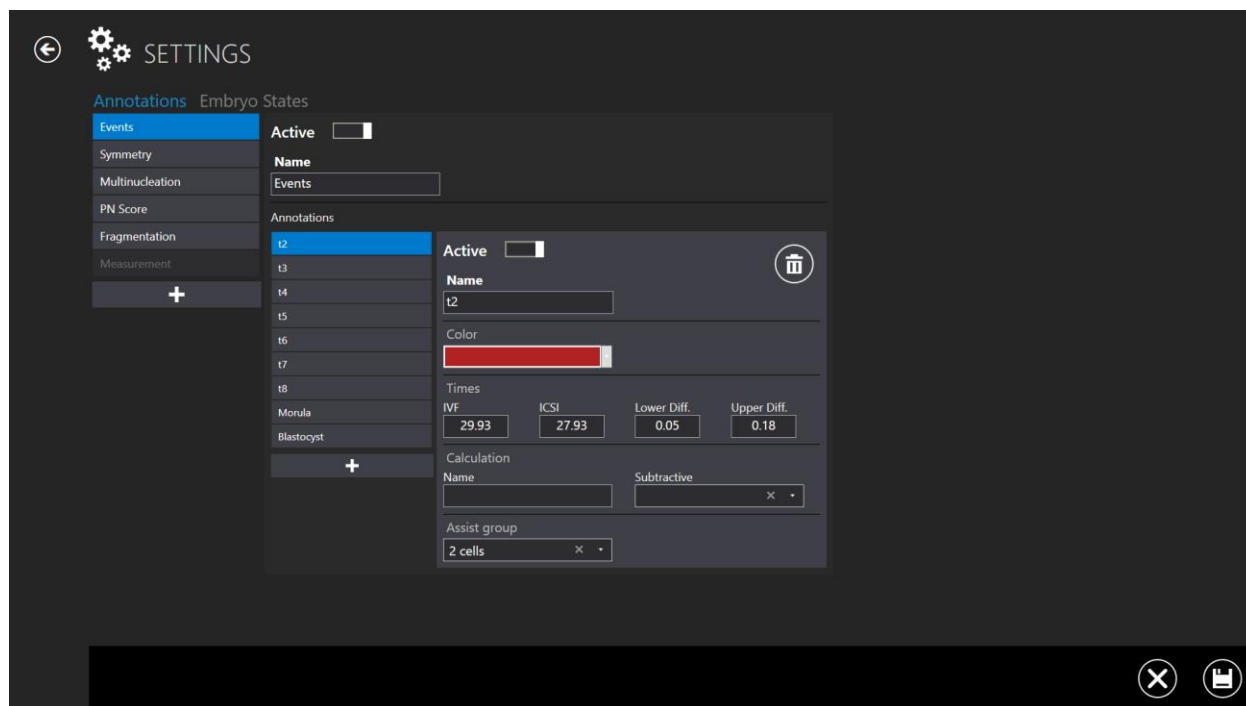 SETTINGS
Annotations Embryo States
Events
Symmetry
Multinucleation
PN Score
Fragmentation
Measurement
+
Active
Name
Events
Annotations
t2
t3
t4
t5
t6
t7
t8
Morula
Blastocyst
+
Active
Name
t2
Color
Times
IVF ICSI Lower Diff. Upper Diff.
29.93 27.93 0.05 0.18
Calculation
Name Subtractive
Assist group
2 cells